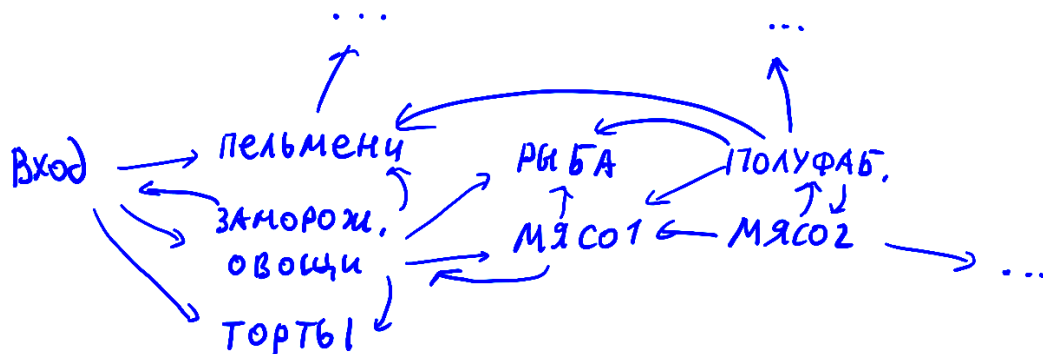 ...
...
Вход
пельмени
РЫБА
ПОЛУФАБ.
ЗАМОРОЖ.
ОВОЩИ
МЯСО1
МЯСО2
...
ТОРТЫ